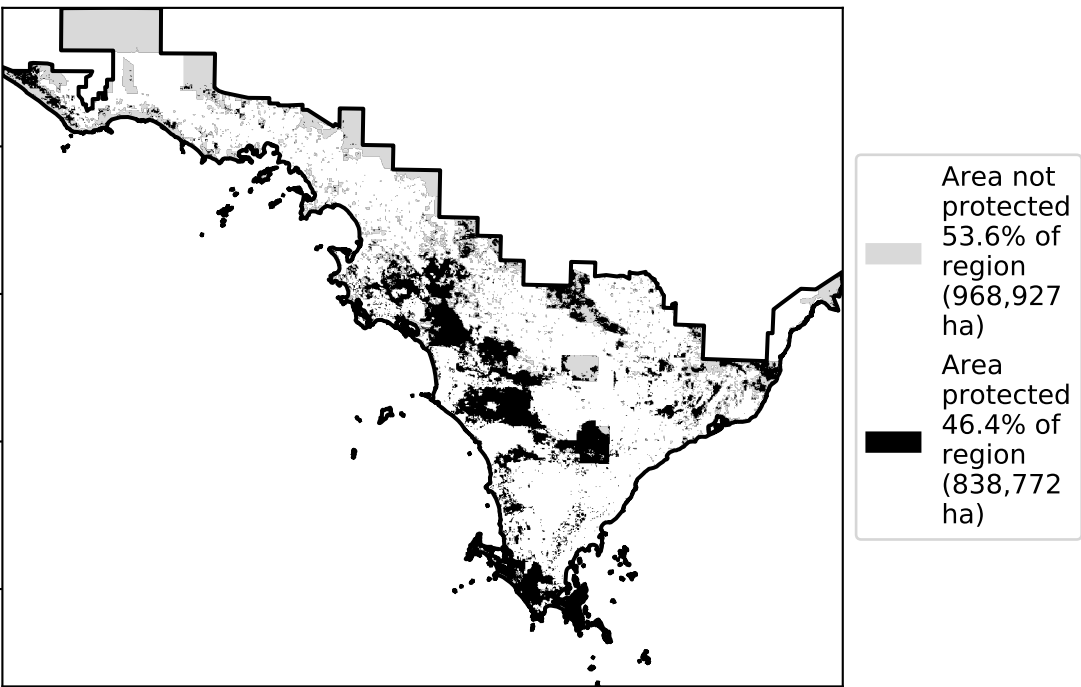 Area not
protected
53.6% of
region
(968,927
ha)
Area
protected
46.4% of
region
(838,772
ha)